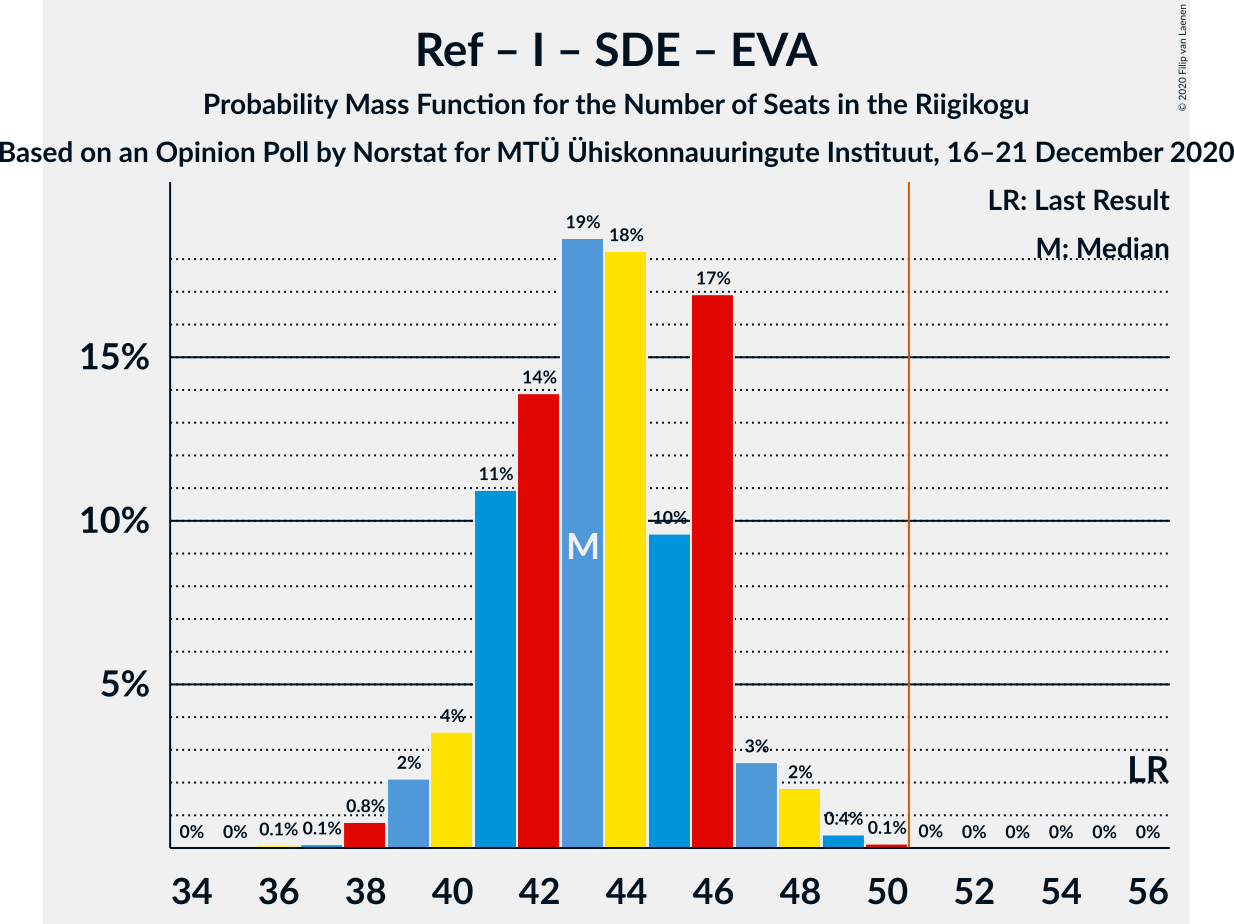 Ref – I – SDE – EVA
Probability Mass Function for the Number of Seats in the Riigikogu
Based on an Opinion Poll by Norstat for MTÜ Ühiskonnauuringute Instituut, 16–21 December 2020
© 2020 Filip van Laenen
LR: Last Result
M: Median
19%
18%
17%
15%
14%
11%
10%
10%
M
5%
4%
3%
2%
2%
LR
0.8%
0.4%
0% 0% 0.1% 0.1% 0.1% 0% 0% 0% 0% 0% 0%
34 36 38 40 42 44 46 48 50 52 54 56